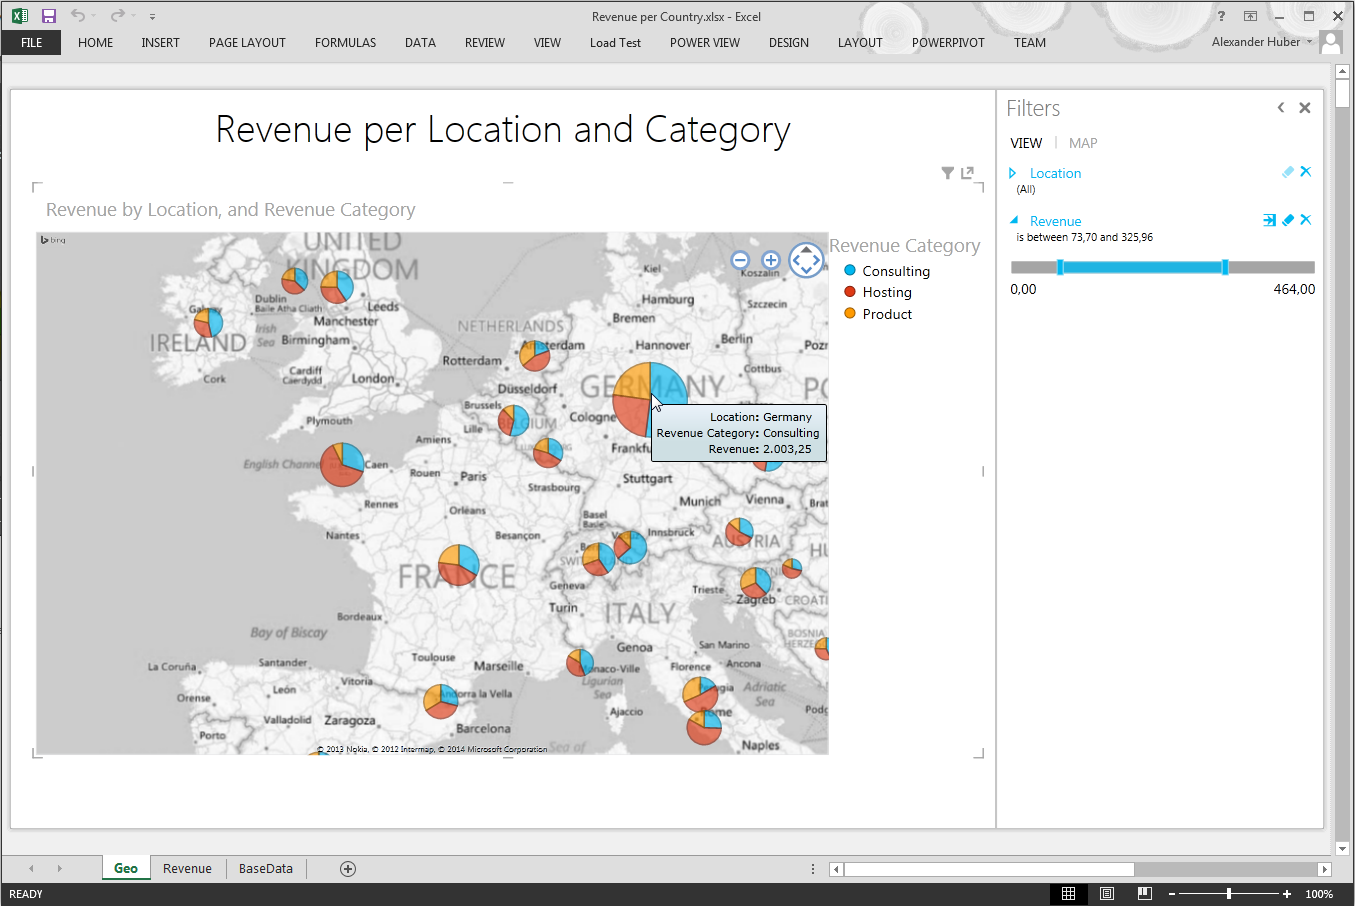 Revenue per Country.xlsx - Excel
?
FILE HOME INSERT PAGE LAYOUT FORMULAS DATA REVIEW VIEW Load Test POWER VIEW DESIGN LAYOUT POWERPIVOT TEAM
Alexander Huber
Revenue per Location and Category
Revenue by Location, and Revenue Category
bing
UNITED
KINGDOM
Dublin
Baile Atha Cliath
Leeds
Manchester
Irish
Sea
IRELAND
Birmingham
Cork
Cardiff
Caerdydd
London
Plymouth
English Channel
NETHERLANDS
Rotterdam
Düsseldorf
Brussels
Lille
Cologne
Amiens
Caen
Rouen
Paris
Rennes
Orléans
Nantes
Besançon
FRANCE
Kiel
Koszalin
Hamburg
Szczecin
Bremen
Hannover
Berlin
Cottbus
GERMANY
Location: Germany
Revenue Category: Consulting
Revenue: 2.003,25
Stuttgart
Strasbourg
Munich
Vienna
Basel
Innsbruck
AUSTRIA
Geneva
Turin
Trieste
Zagreb
ITALY
Bordeaux
Bay of Biscay
Genoa
San Marino
Florence
Ancona
La Coruña
Santander
Toulouse
Marseille
Monaco-Ville
Ligurian
Sea
Vitoria
León
Orense
Andorra la Vella
Adriatic
Sea
Ajaccio
Rome
Valladolid
Zaragoza
Barcelona
Porto
Naples
© 2013 Nokia, © 2012 Intermap, © 2014 Microsoft Corporation
Revenue Category
Consulting
Hosting
Product
Filters
VIEW MAP
Location
(All)
Revenue
is between 73,70 and 325,96
0,00 464,00
Geo Revenue BaseData
READY
100%